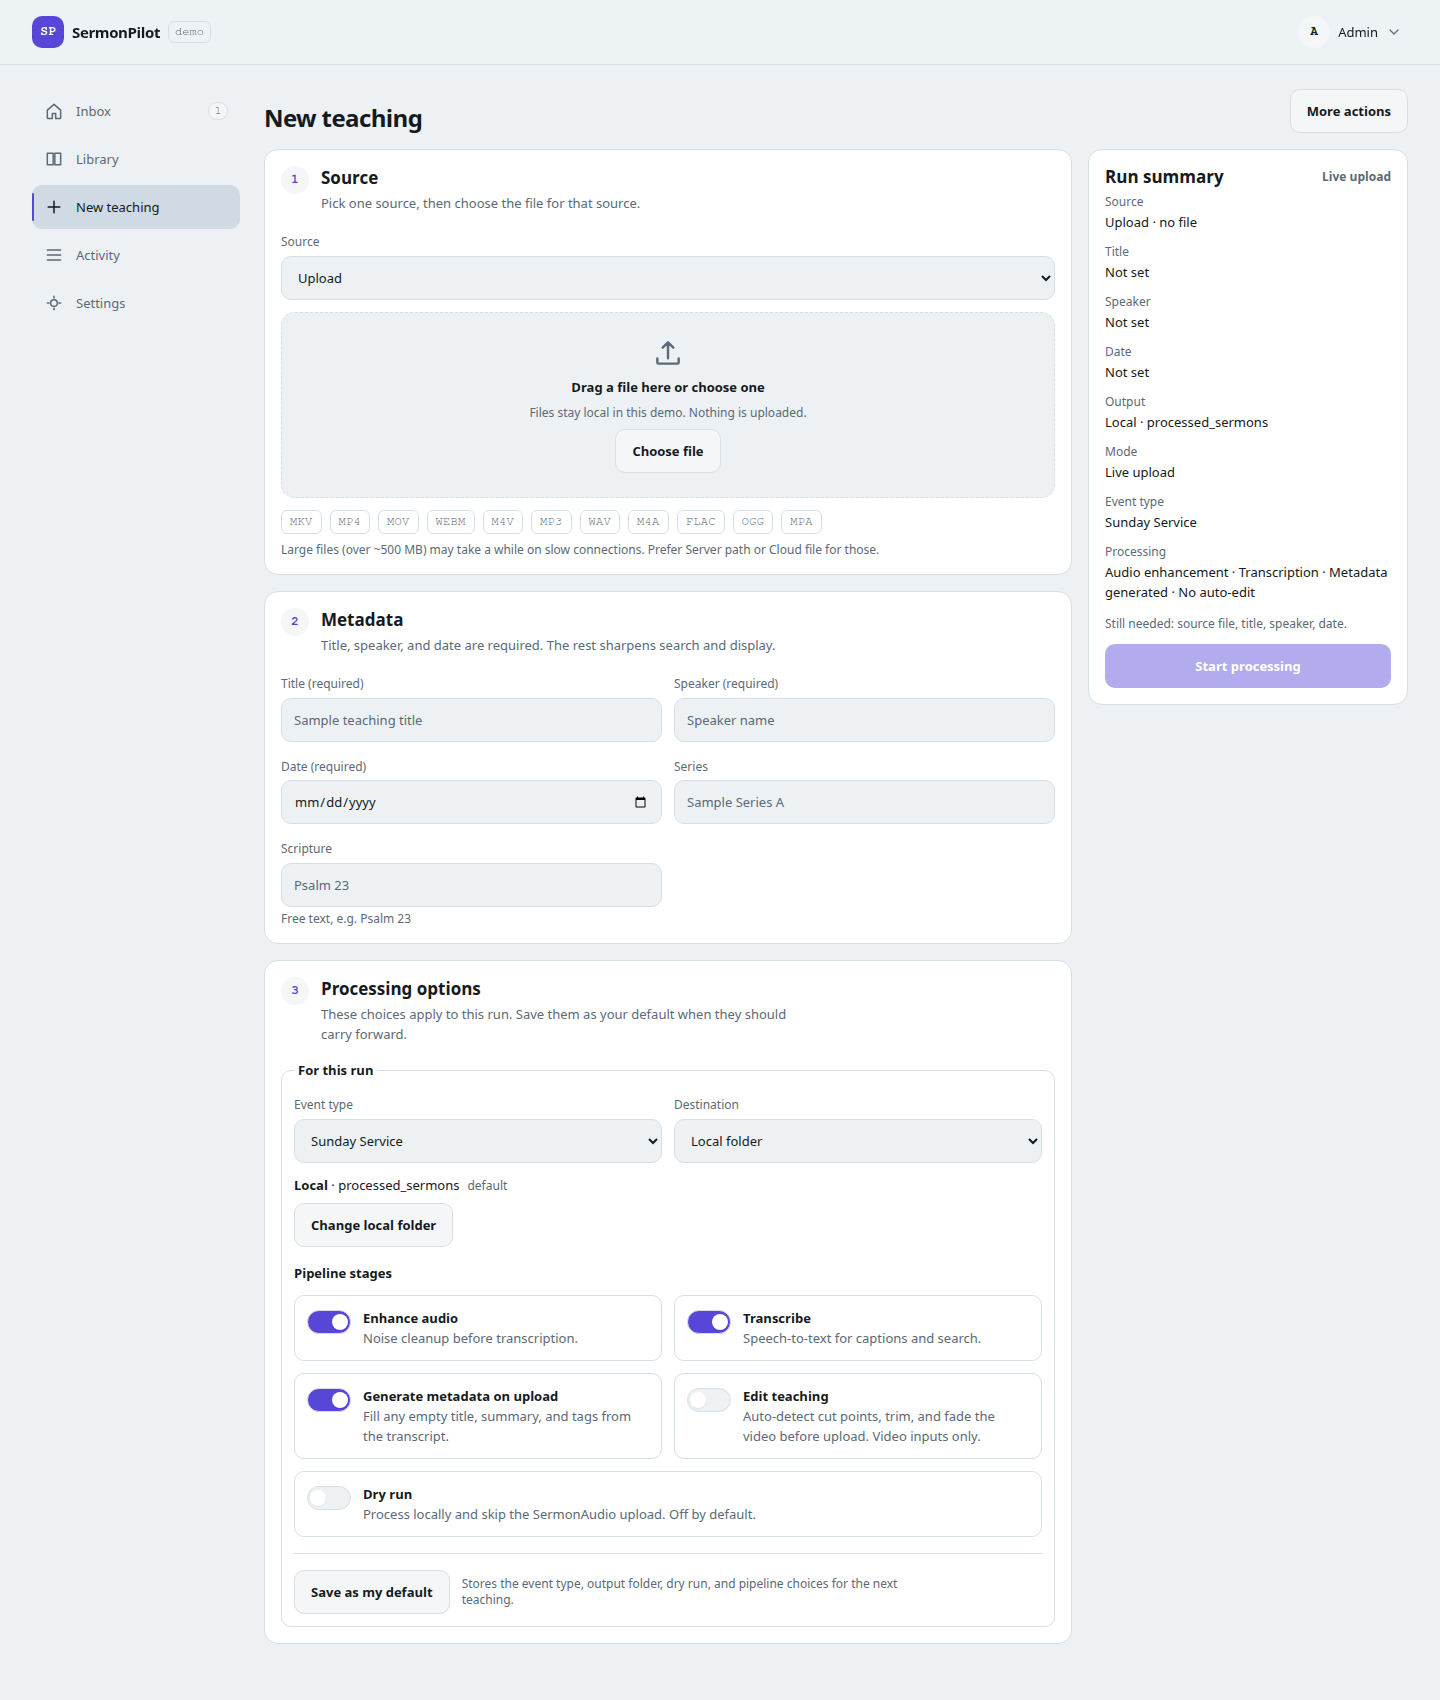 SP SermonPilot demo
A Admin
Inbox 1
Library
New teaching
Activity
Settings
New teaching
More actions
1 Source
Pick one source, then choose the file for that source.
Source
Upload
Drag a file here or choose one
Files stay local in this demo. Nothing is uploaded.
Choose file
MKV MP4 MOV WEBM M4V MP3 WAV M4A FLAC OGG MPA
Large files (over ~500 MB) may take a while on slow connections. Prefer Server path or Cloud file for those.
2 Metadata
Title, speaker, and date are required. The rest sharpens search and display.
Title (required) Speaker (required)
Sample teaching title Speaker name
Date (required) Series
mm/dd/yyyy Sample Series A
Scripture
Psalm 23
Free text, e.g. Psalm 23
3 Processing options
These choices apply to this run. Save them as your default when they should
carry forward.
For this run
Event type Destination
Sunday Service Local folder
Local · processed_sermons default
Change local folder
Pipeline stages
Enhance audio
Noise cleanup before transcription.
Transcribe
Speech-to-text for captions and search.
Generate metadata on upload
Fill any empty title, summary, and tags from
the transcript.
Edit teaching
Auto-detect cut points, trim, and fade the
video before upload. Video inputs only.
Dry run
Process locally and skip the SermonAudio upload. Off by default.
Save as my default
Stores the event type, output folder, dry run, and pipeline choices for the next
teaching.
Run summary Live upload
Source
Upload · no file
Title
Not set
Speaker
Not set
Date
Not set
Output
Local · processed_sermons
Mode
Live upload
Event type
Sunday Service
Processing
Audio enhancement · Transcription · Metadata
generated · No auto-edit
Still needed: source file, title, speaker, date.
Start processing